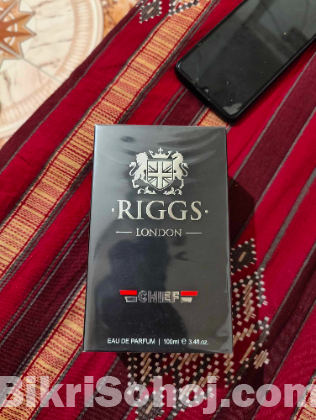 RIGGS
LONDON
CHIEF
EAU DE PARFUM | 100ml ℮ 3.4fl.oz.
BikriSohoj.com